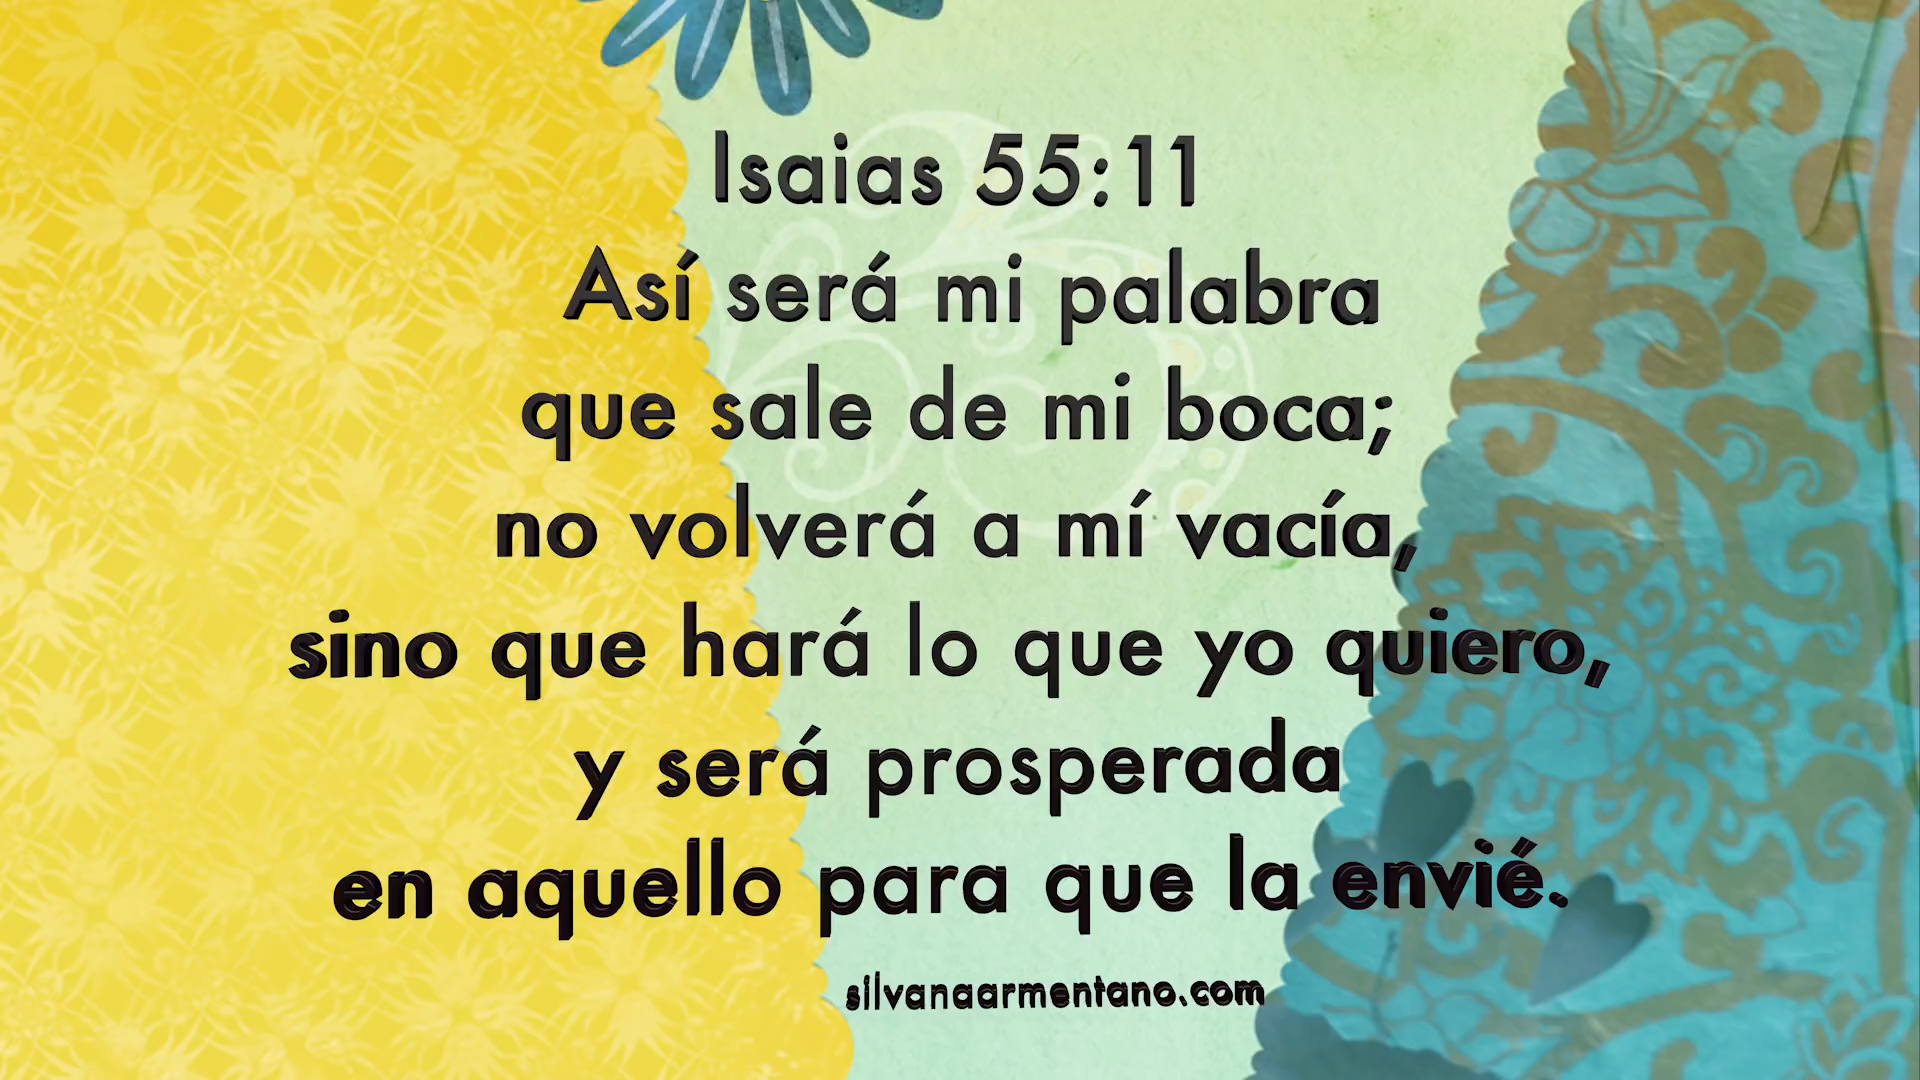 Isaias 55:11
Así será mi palabra
que sale de mi boca;
no volverá a mí vacía,
sino que hará lo que yo quiero,
y será prosperada
en aquello para que la envié.
silvanaarmentano.com